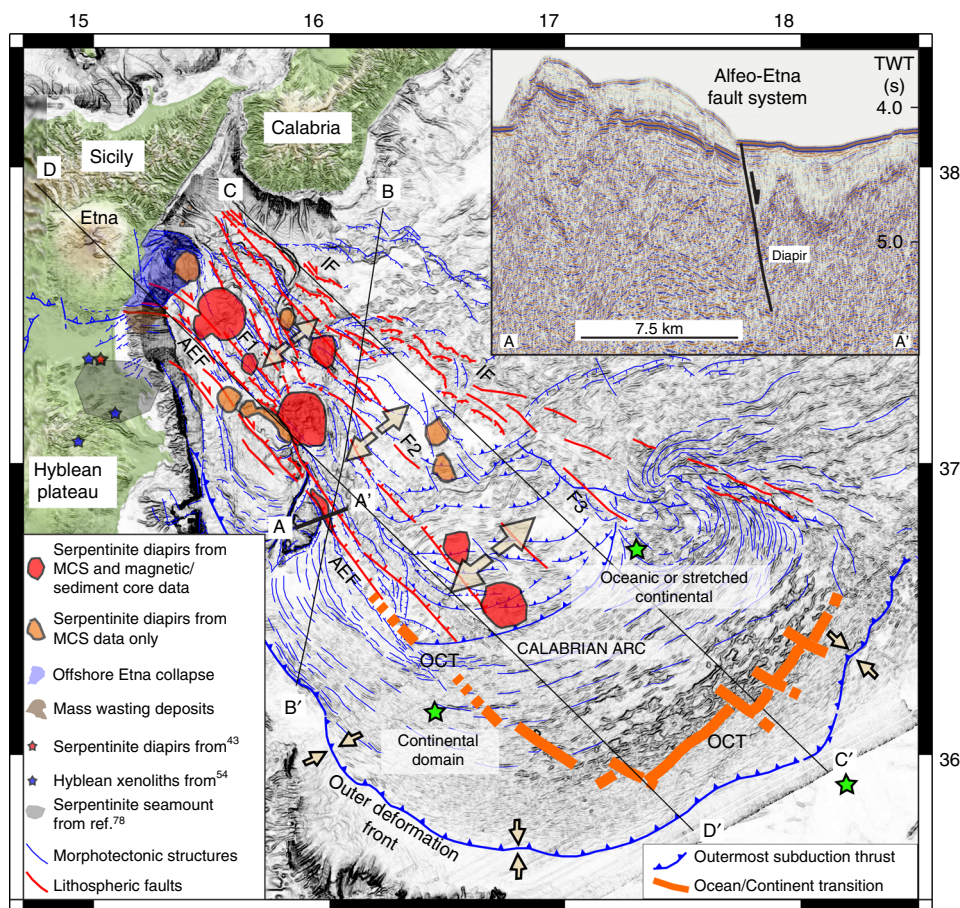 15
16
17
18
Alfeo-Etna
fault system
TWT
(s)
4.0
5.0
Diapir
7.5 km
A
A'
Calabria
Sicily
D
C
B
38
Etna
IF
F1
AEF
IF
F2
37
Hyblean
plateau
F3
A'
A
AEF
Oceanic or stretched
continental
CALABRIAN ARC
OCT
B'
Continental
domain
OCT
36
C'
Outer deformation
front
D'
Serpentinite diapirs from
MCS and magnetic/
sediment core data
Serpentinite diapirs from
MCS data only
Offshore Etna collapse
Mass wasting deposits
Serpentinite diapirs from43
Hyblean xenoliths from54
Serpentinite seamount
from ref.78
Morphotectonic structures
Lithospheric faults
Outermost subduction thrust
Ocean/Continent transition